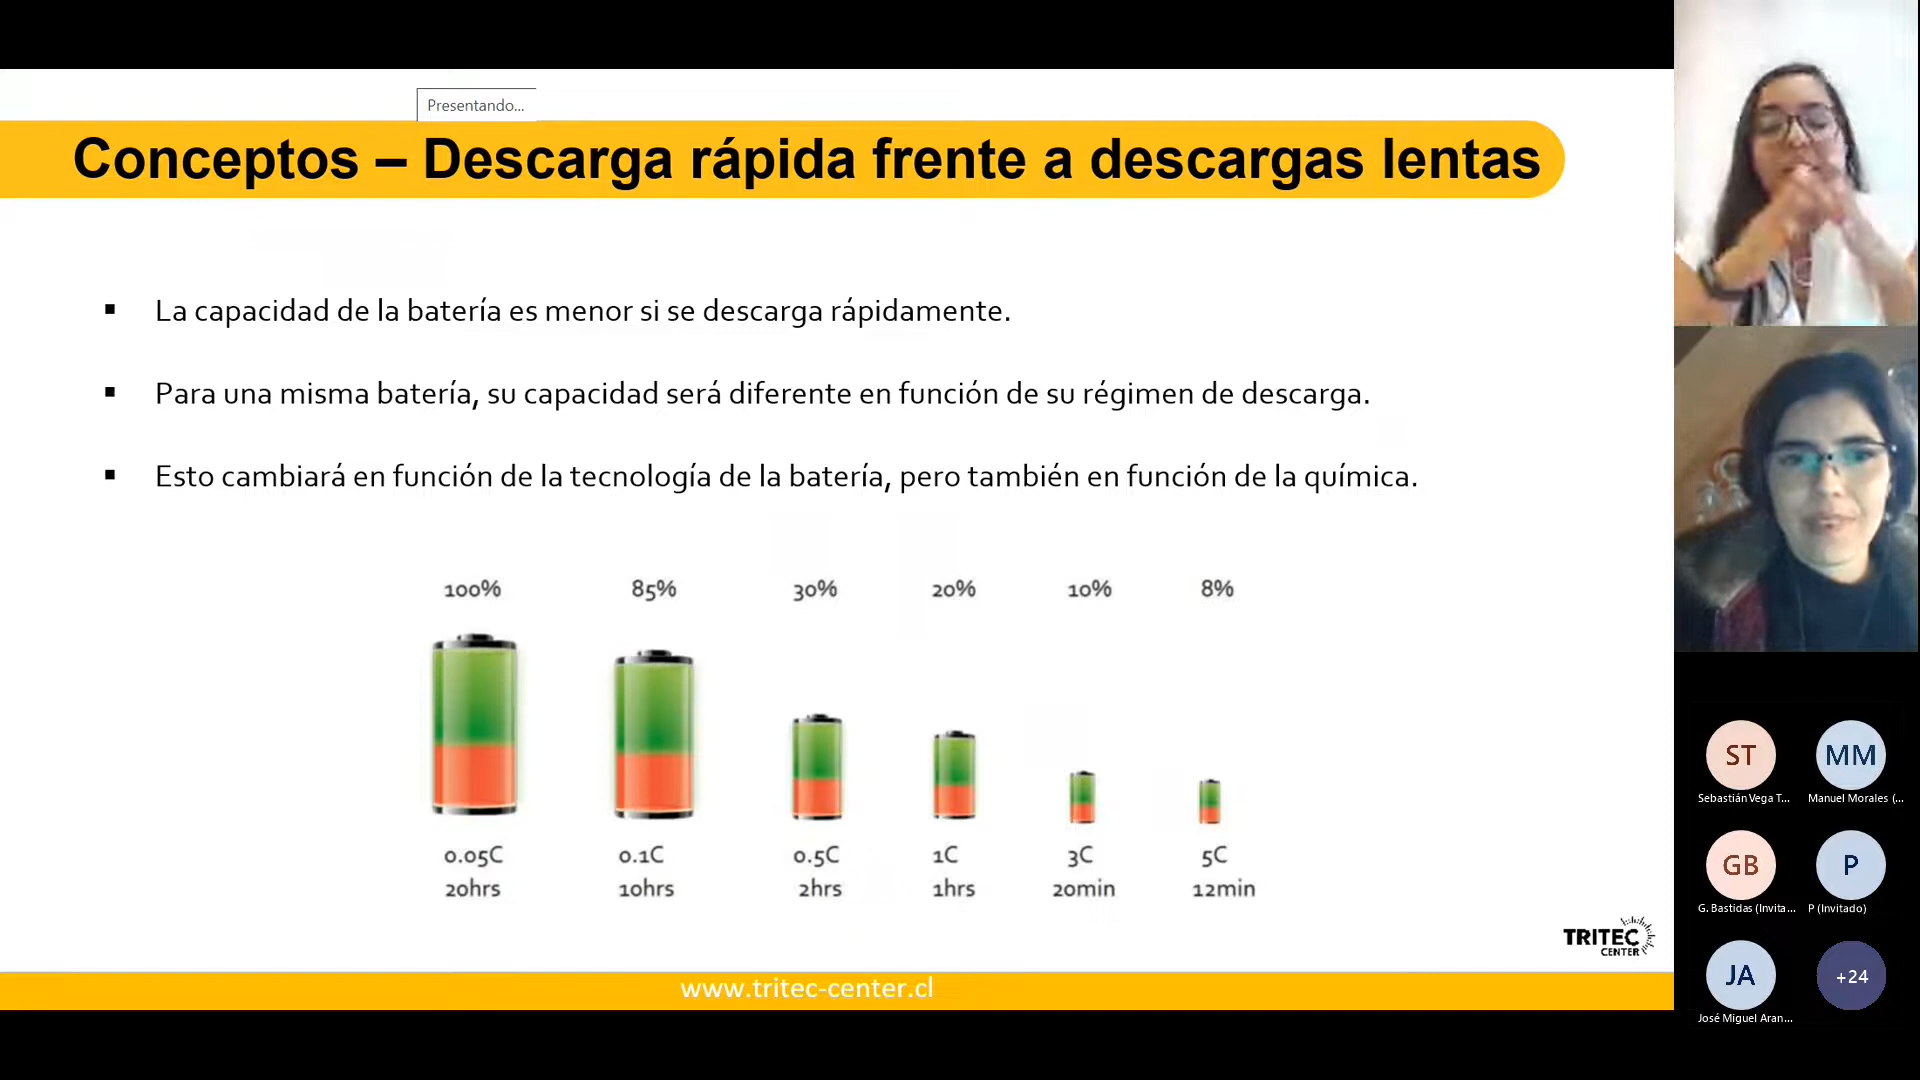 Presentando...
Conceptos – Descarga rápida frente a descargas lentas
▪ La capacidad de la batería es menor si se descarga rápidamente.
▪ Para una misma batería, su capacidad será diferente en función de su régimen de descarga.
▪ Esto cambiará en función de la tecnología de la batería, pero también en función de la química.
100% 85% 30% 20% 10% 8%
0.05C 0.1C 0.5C 1C 3C 5C
20hrs 10hrs 2hrs 1hrs 20min 12min
TRITEC
CENTER
www.tritec-center.cl
ST MM
Sebastián Vega T... Manuel Morales (...
GB P
G. Bastidas (Invita... P (Invitado)
JA +24
José Miguel Aran...